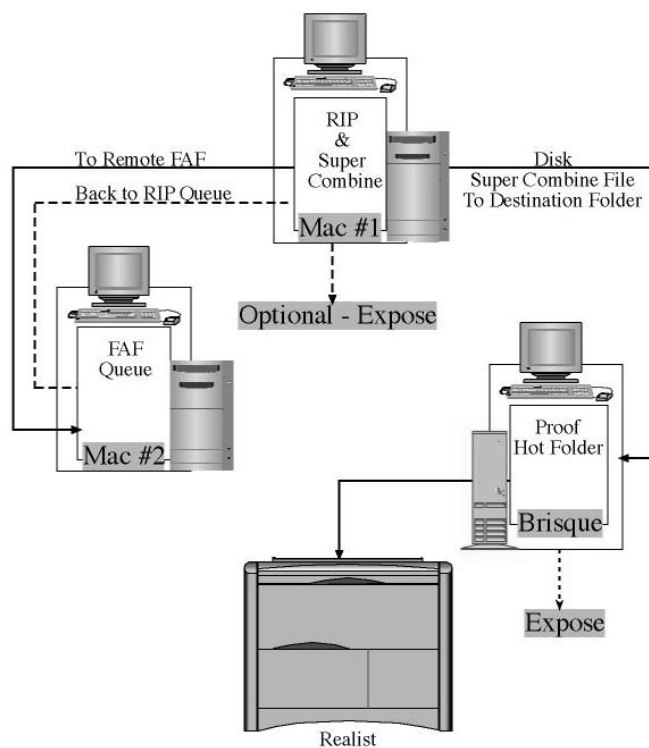 RIP
&
Super
Combine
Mac #1
To Remote FAF
Back to RIP Queue
Disk
Super Combine File
To Destination Folder
Optional - Expose
FAF
Queue
Mac #2
Proof
Hot Folder
Brisque
Expose
Realist